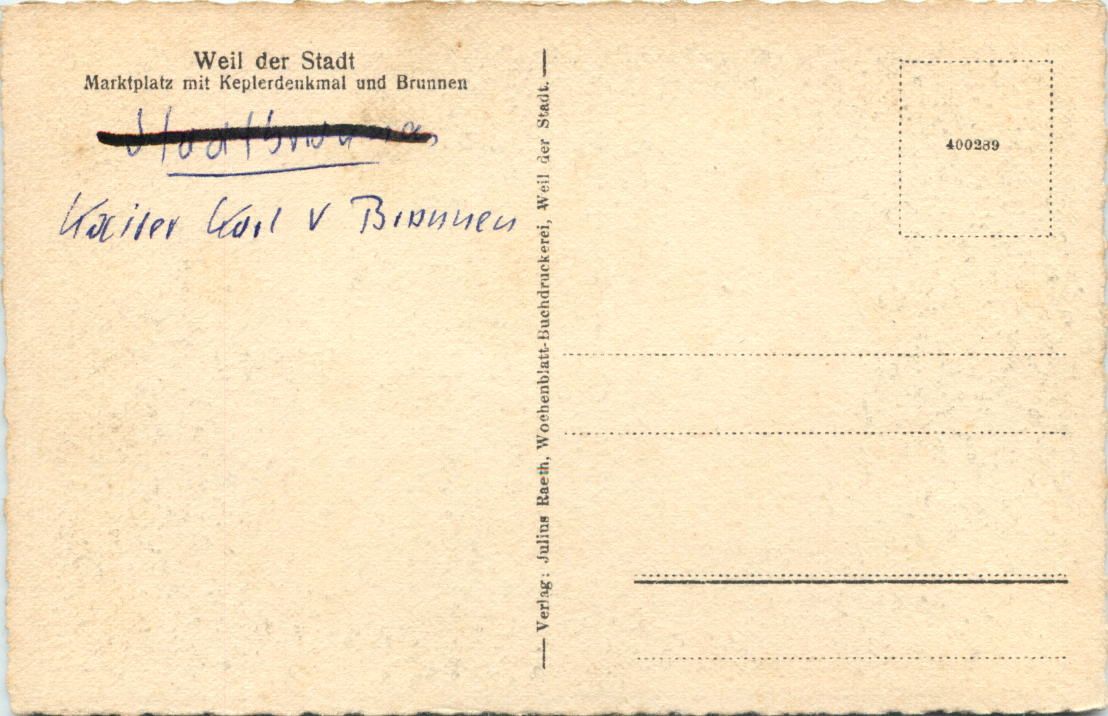 Weil der Stadt
Marktplatz mit Keplerdenkmal und Brunnen
Kaiser Karl V Brunnen
Verlag: Julius Raeth, Wochenblatt-Buchdruckerei, Weil der Stadt.
400289